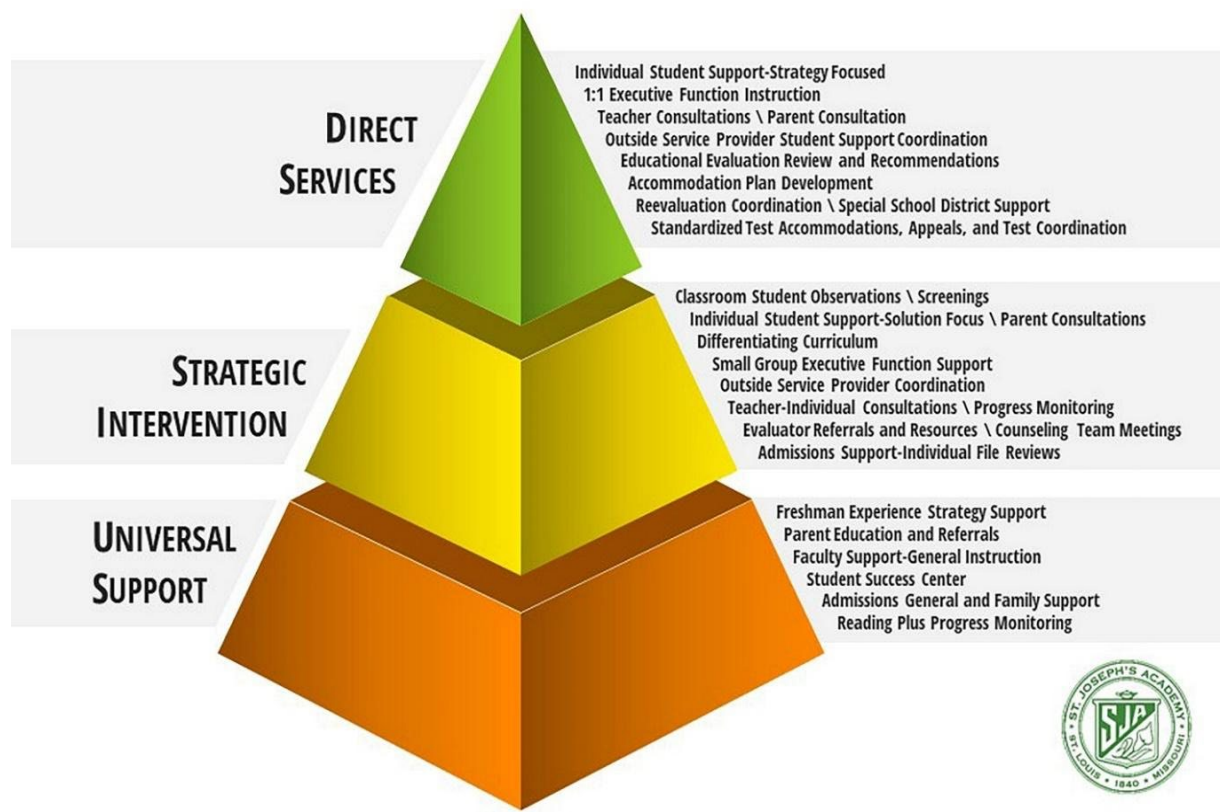 DIRECT
SERVICES
Individual Student Support-Strategy Focused
1:1 Executive Function Instruction
Teacher Consultations \ Parent Consultation
Outside Service Provider Student Support Coordination
Educational Evaluation Review and Recommendations
Accommodation Plan Development
Reevaluation Coordination \ Special School District Support
Standardized Test Accommodations, Appeals, and Test Coordination
STRATEGIC
INTERVENTION
Classroom Student Observations \ Screenings
Individual Student Support-Solution Focus \ Parent Consultations
Differentiating Curriculum
Small Group Executive Function Support
Outside Service Provider Coordination
Teacher-Individual Consultations \ Progress Monitoring
Evaluator Referrals and Resources \ Counseling Team Meetings
Admissions Support-Individual File Reviews
UNIVERSAL
SUPPORT
Freshman Experience Strategy Support
Parent Education and Referrals
Faculty Support-General Instruction
Student Success Center
Admissions General and Family Support
Reading Plus Progress Monitoring
ST. JOSEPH'S ACADEMY
SJA
ST. LOUIS • 1840 • MISSOURI